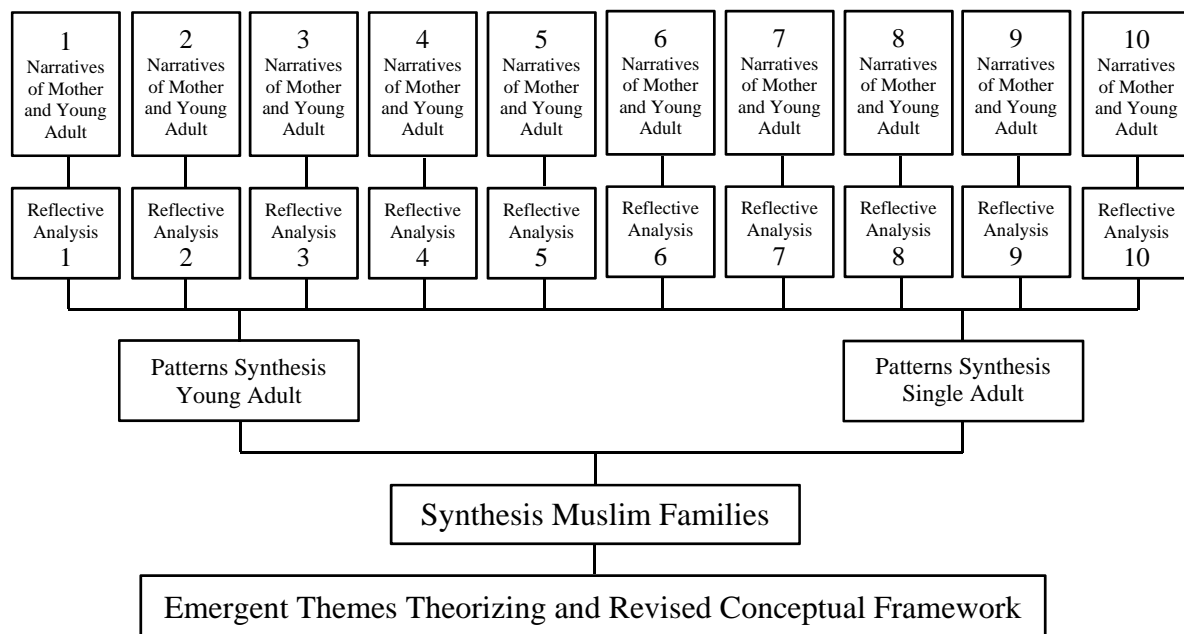 1
Narratives
of Mother
and Young
Adult
2
Narratives
of Mother
and Young
Adult
3
Narratives
of Mother
and Young
Adult
4
Narratives
of Mother
and Young
Adult
5
Narratives
of Mother
and Young
Adult
6
Narratives
of Mother
and Young
Adult
7
Narratives
of Mother
and Young
Adult
8
Narratives
of Mother
and Young
Adult
9
Narratives
of Mother
and Young
Adult
10
Narratives
of Mother
and Young
Adult
Reflective
Analysis
1
Reflective
Analysis
2
Reflective
Analysis
3
Reflective
Analysis
4
Reflective
Analysis
5
Reflective
Analysis
6
Reflective
Analysis
7
Reflective
Analysis
8
Reflective
Analysis
9
Reflective
Analysis
10
Patterns Synthesis
Young Adult
Patterns Synthesis
Single Adult
Synthesis Muslim Families
Emergent Themes Theorizing and Revised Conceptual Framework